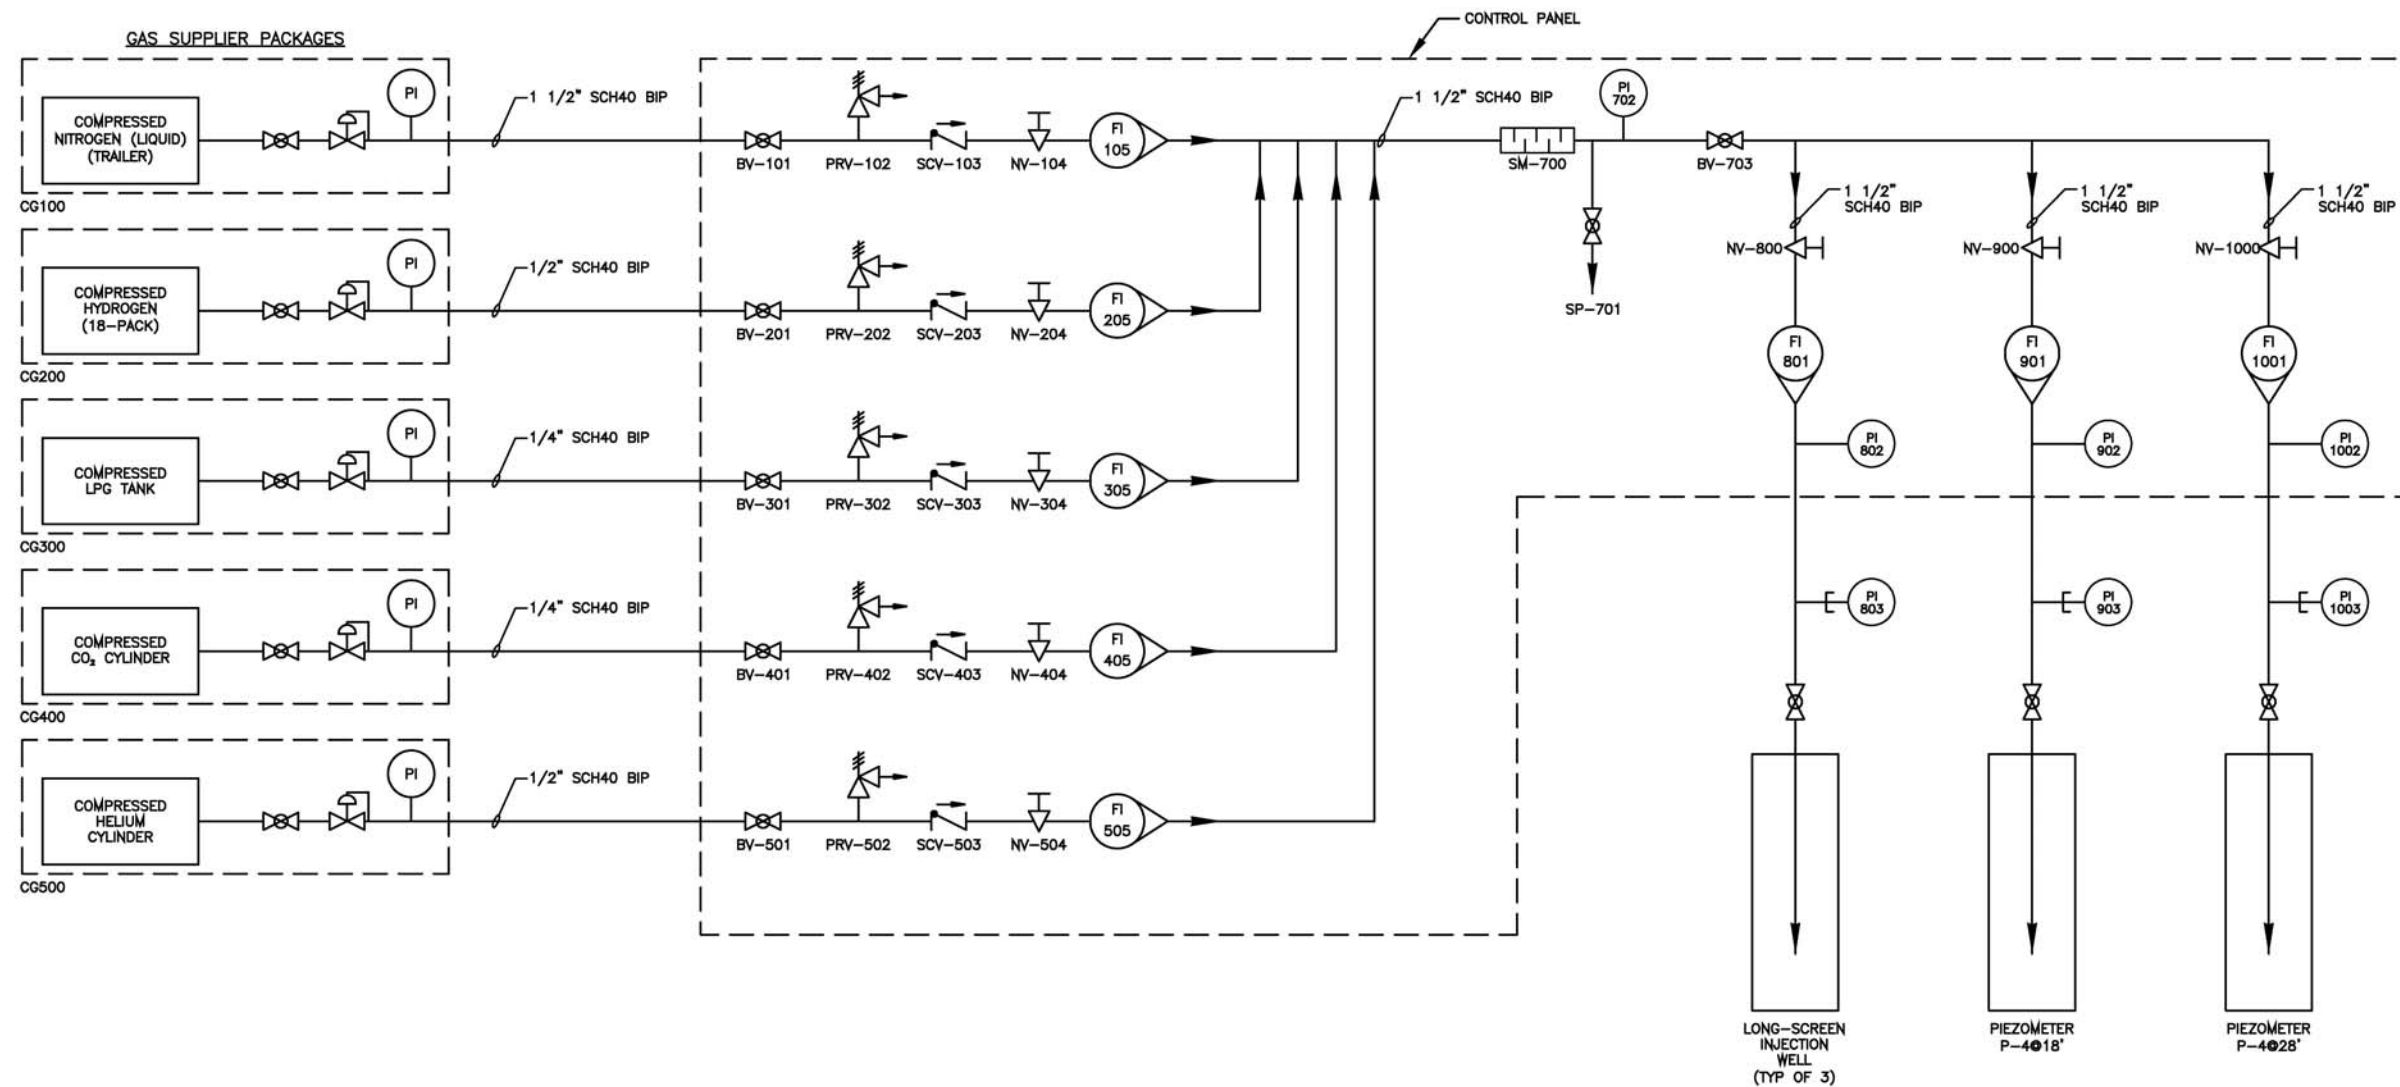 CONTROL PANEL
GAS SUPPLIER PACKAGES
COMPRESSED
NITROGEN (LIQUID)
(TRAILER)
PI
1 1/2" SCH40 BIP
BV-101
PRV-102
SCV-103
NV-104
FI
105
CG100
1 1/2" SCH40 BIP
SM-700
PI
702
BV-703
SP-701
COMPRESSED
HYDROGEN
(18-PACK)
PI
1/2" SCH40 BIP
BV-201
PRV-202
SCV-203
NV-204
FI
205
CG200
COMPRESSED
LPG TANK
PI
1/4" SCH40 BIP
BV-301
PRV-302
SCV-303
NV-304
FI
305
CG300
COMPRESSED
CO₂ CYLINDER
PI
1/4" SCH40 BIP
BV-401
PRV-402
SCV-403
NV-404
FI
405
CG400
COMPRESSED
HELIUM
CYLINDER
PI
1/2" SCH40 BIP
BV-501
PRV-502
SCV-503
NV-504
FI
505
CG500
1 1/2"
SCH40 BIP
NV-800
FI
801
PI
802
PI
803
LONG-SCREEN
INJECTION
WELL
(TYP OF 3)
1 1/2"
SCH40 BIP
NV-900
FI
901
PI
902
PI
903
PIEZOMETER
P-4@18'
1 1/2"
SCH40 BIP
NV-1000
FI
1001
PI
1002
PI
1003
PIEZOMETER
P-4@28'